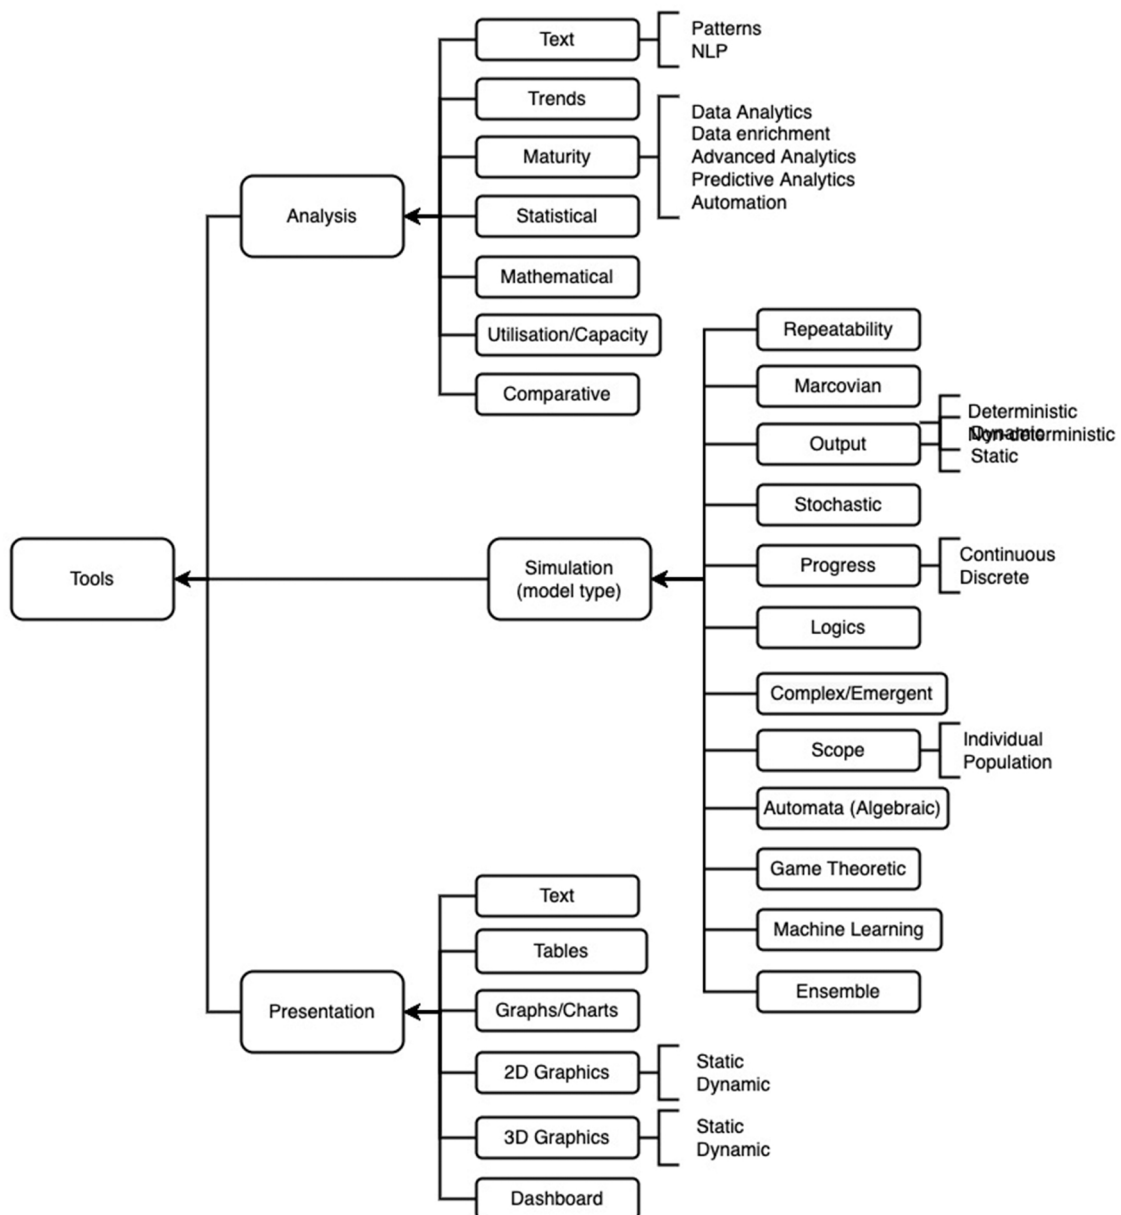 Text
Patterns
NLP
Trends
Data Analytics
Data enrichment
Advanced Analytics
Predictive Analytics
Automation
Maturity
Analysis
Statistical
Mathematical
Utilisation/Capacity
Comparative
Repeatability
Marcovian
Output
Deterministic
Non-deterministic
Dynamic
Static
Stochastic
Tools
Simulation
(model type)
Progress
Continuous
Discrete
Logics
Complex/Emergent
Scope
Individual
Population
Automata (Algebraic)
Game Theoretic
Machine Learning
Ensemble
Presentation
Text
Tables
Graphs/Charts
2D Graphics
Static
Dynamic
3D Graphics
Static
Dynamic
Dashboard